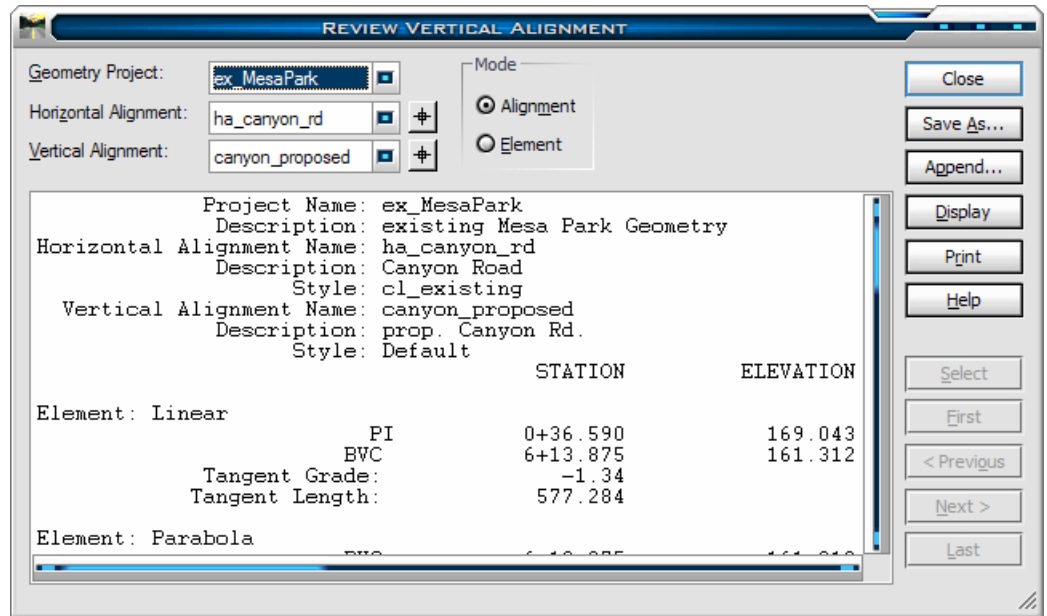 REVIEW VERTICAL ALIGNMENT
Geometry Project: ex_MesaPark
Horizontal Alignment: ha_canyon_rd
Vertical Alignment: canyon_proposed
Mode
Alignment
Element
Close
Save As...
Append...
Display
Print
Help
Select
First
< Previous
Next >
Last
Project Name: ex_MesaPark
Description: existing Mesa Park Geometry
Horizontal Alignment Name: ha_canyon_rd
Description: Canyon Road
Style: cl_existing
Vertical Alignment Name: canyon_proposed
Description: prop. Canyon Rd.
Style: Default
STATION ELEVATION
Element: Linear
PI 0+36.590 169.043
BVC 6+13.875 161.312
Tangent Grade: -1.34
Tangent Length: 577.284
Element: Parabola